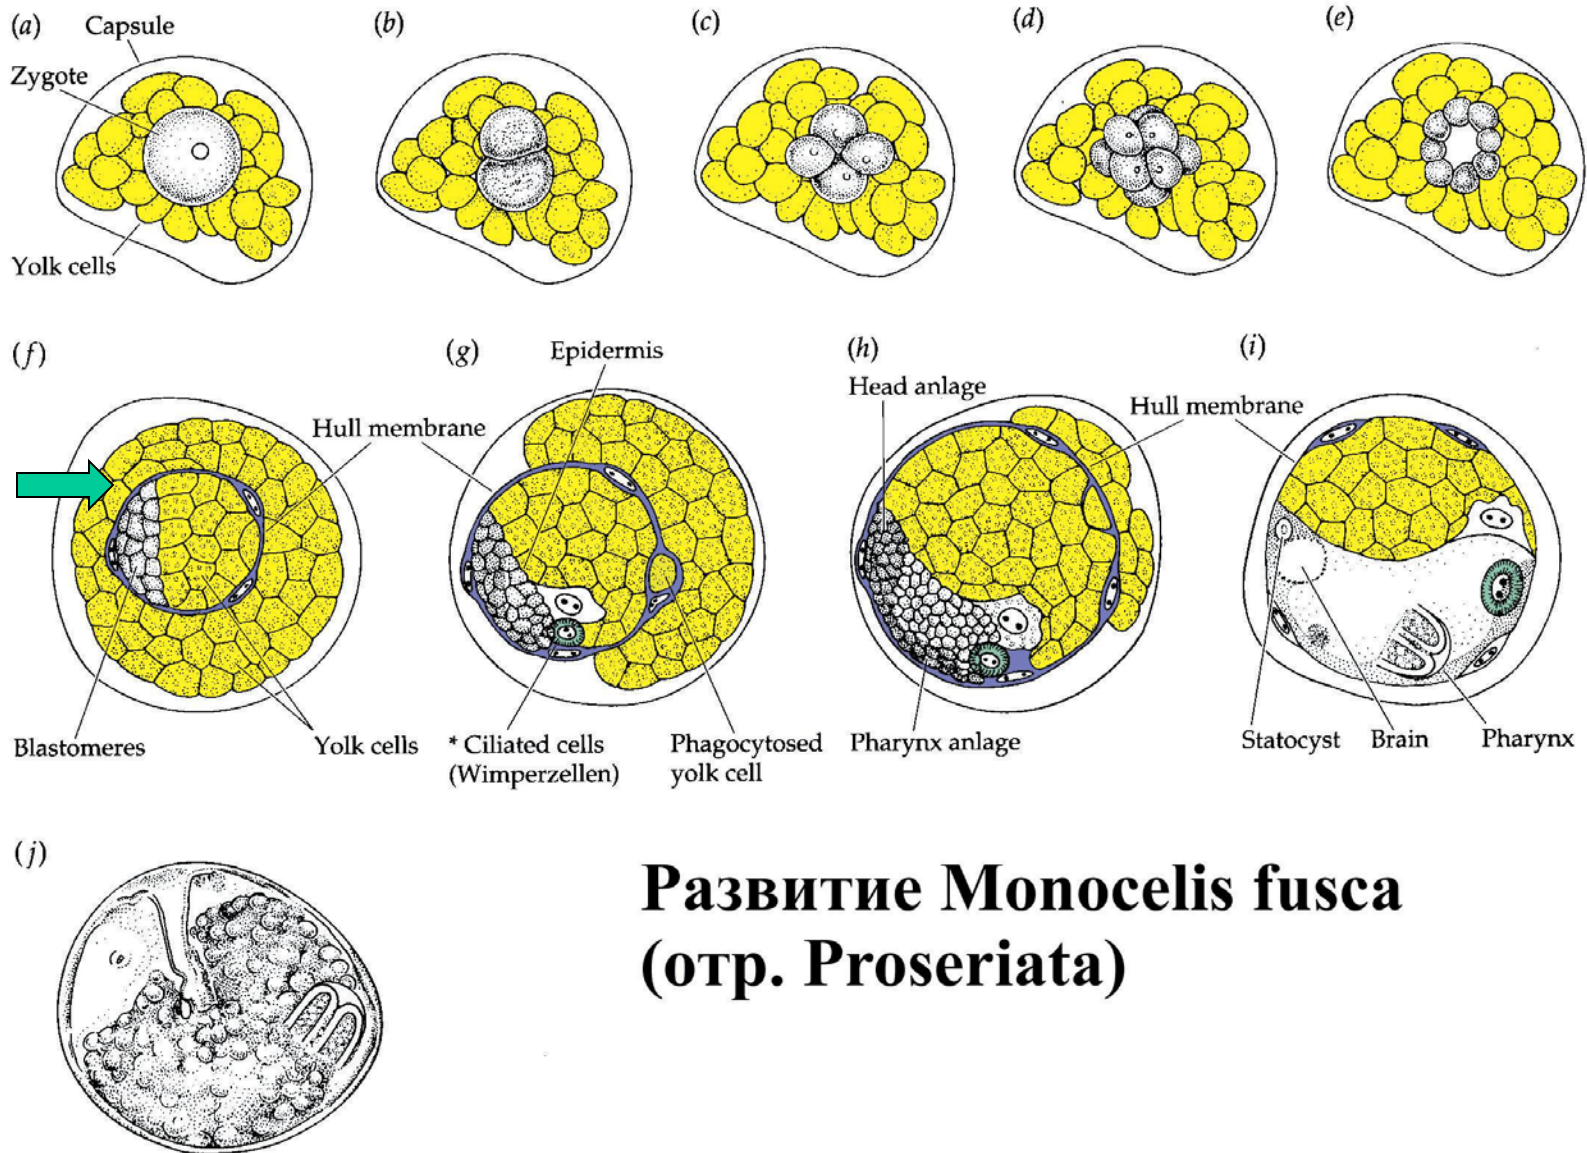 (a)
Capsule
(b)
(c)
(d)
(e)
Zygote
Yolk cells
(f)
(g)
Epidermis
(h)
(i)
Head anlage
Hull membrane
Hull membrane
Blastomeres
Yolk cells
* Ciliated cells
(Wimperzellen)
Phagocytosed
yolk cell
Pharynx anlage
Statocyst
Brain
Pharynx
(j)
Развитие Monocelis fusca
(отр. Proseriata)